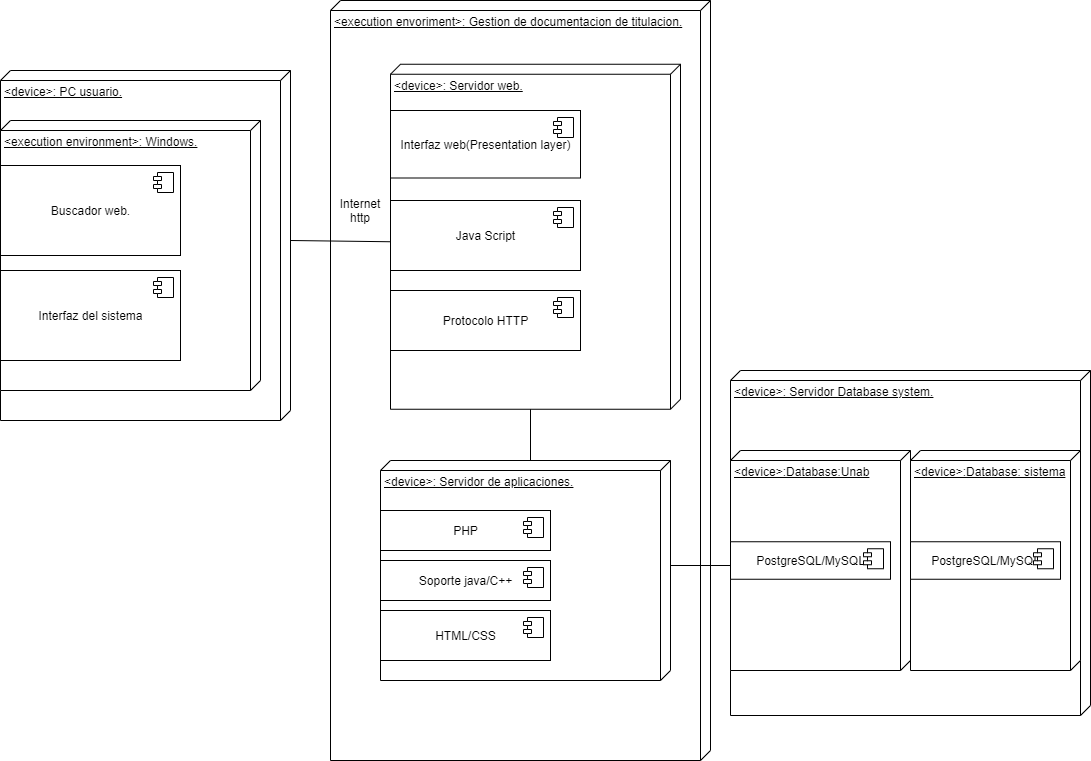 <execution envoriment>: Gestion de documentacion de titulacion.
<device>: PC usuario.
<execution environment>: Windows.
Buscador web.
Interfaz del sistema
Internet
http
<device>: Servidor web.
Interfaz web(Presentation layer)
Java Script
Protocolo HTTP
<device>: Servidor de aplicaciones.
PHP
Soporte java/C++
HTML/CSS
<device>: Servidor Database system.
<device>:Database:Unab
PostgreSQL/MySQL
<device>:Database: sistema
PostgreSQL/MySQL